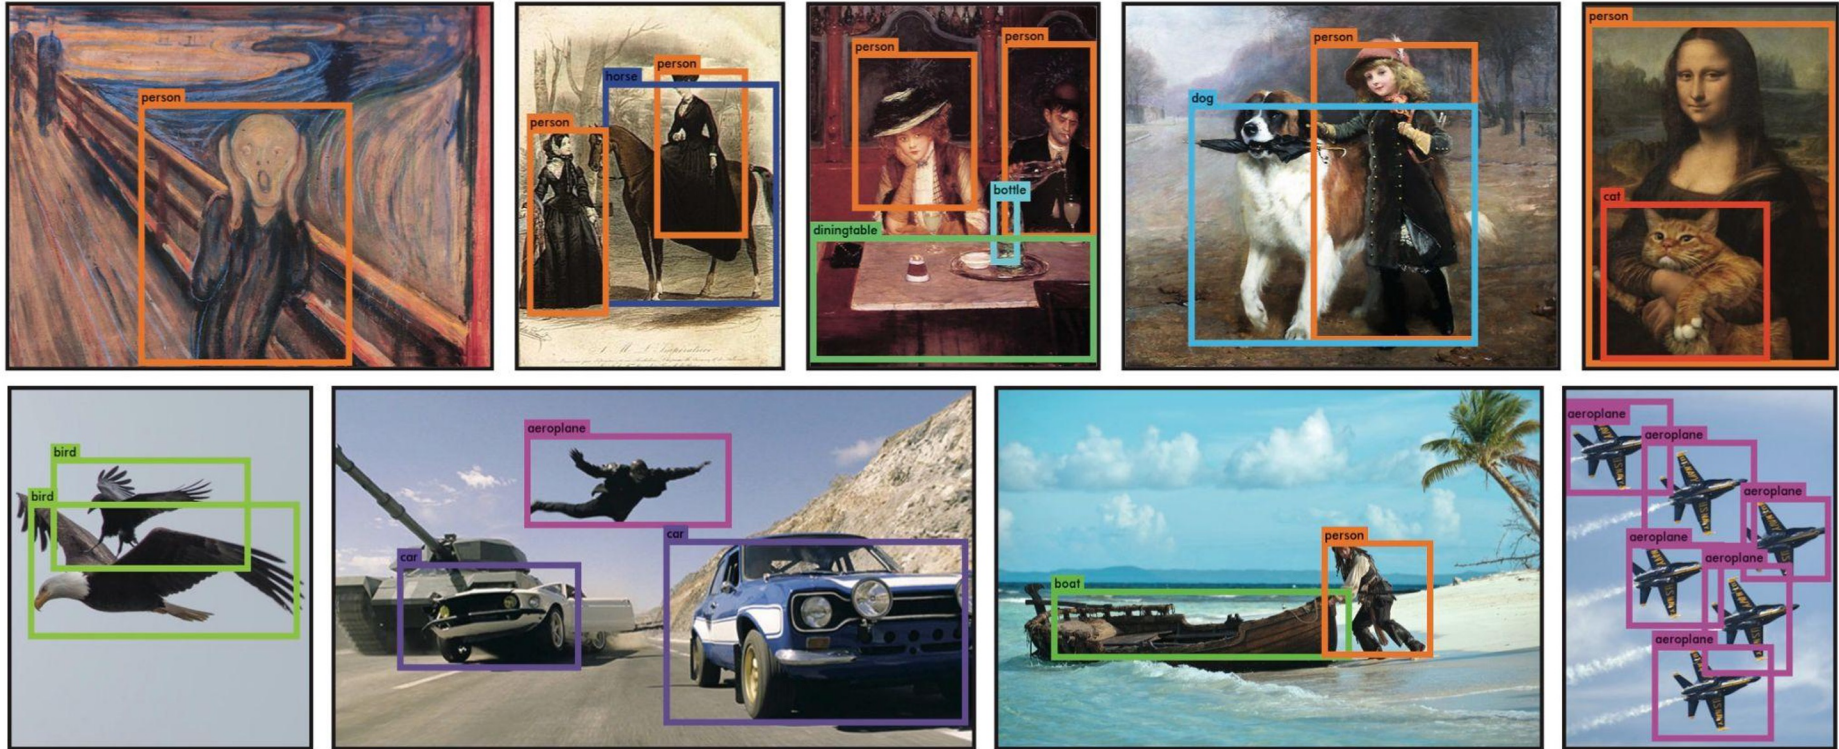 person
person
horse
person
person
person
bottle
diningtable
person
dog
person
cat
bird
bird
aeroplane
car
car
person
boat
aeroplane
aeroplane
aeroplane
aeroplane
aeroplane
aeroplane